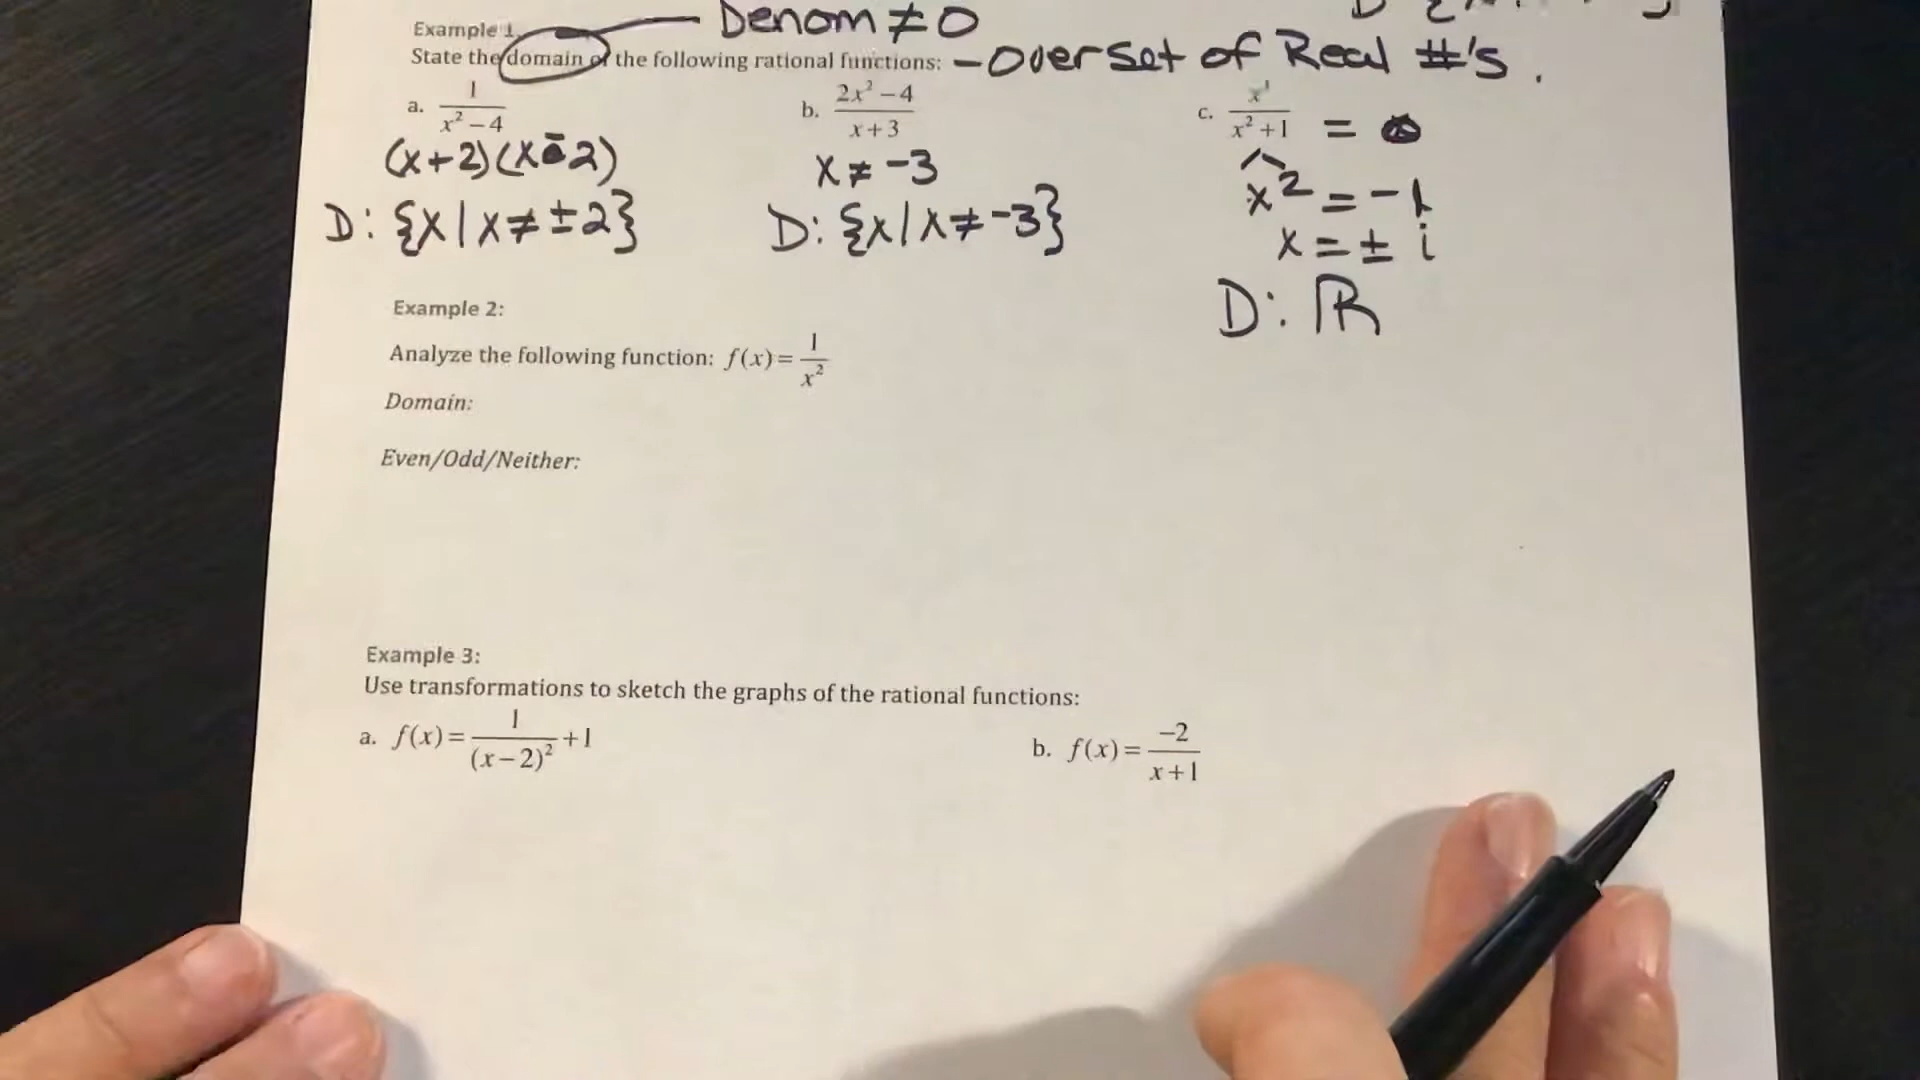 Denom ≠ 0
Example 1
State the domain of the following rational functions: – over set of Real #'s .
a. 1/(x² – 4)
b. (2x² – 4)/(x + 3)
c. x¹/(x² + 1) =
(x+2)(x-2)
x ≠ -3
x² = -1
D: {x | x ≠ ±2}
D: {x | x ≠ -3}
x = ± i
D: ℝ
Example 2:
Analyze the following function: f(x) = 1/x²
Domain:
Even/Odd/Neither:
Example 3:
Use transformations to sketch the graphs of the rational functions:
a. f(x) = 1/(x – 2)² + 1
b. f(x) = –2/(x + 1)